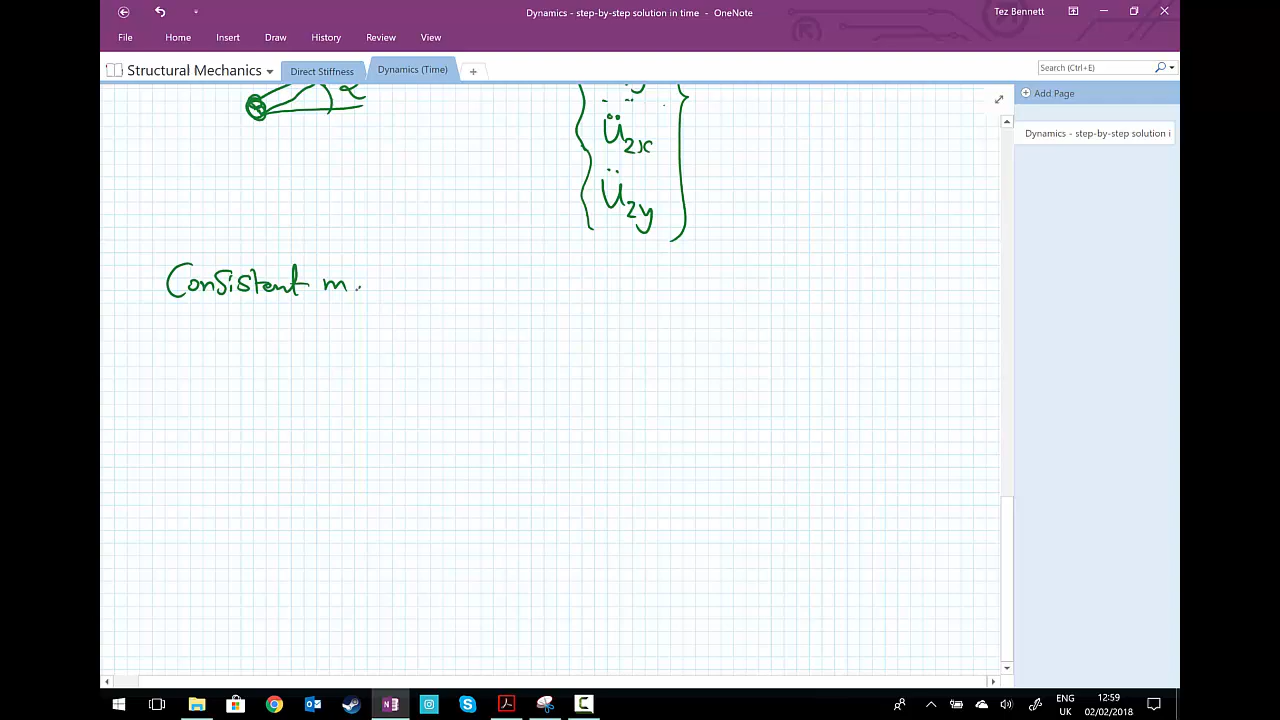 Dynamics - step-by-step solution in time - OneNote
Tez Bennett
File Home Insert Draw History Review View
Structural Mechanics
Direct Stiffness
Dynamics (Time)
Search (Ctrl+E)
Add Page
Dynamics - step-by-step solution i
α
Ü2x
Ü2y
Consistent m
ENG
UK
12:59
02/02/2018